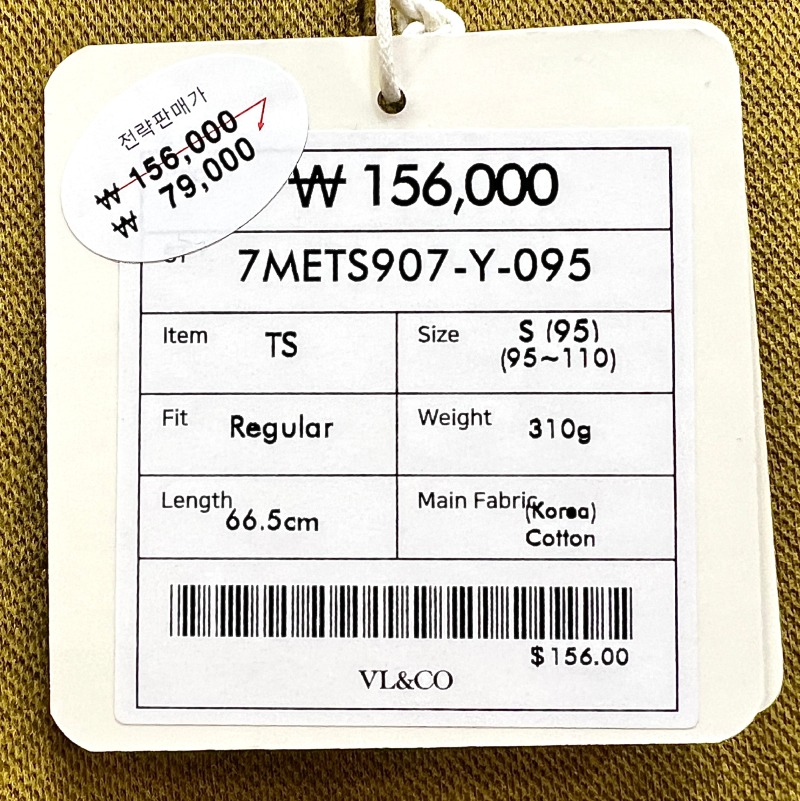 전략판매가
₩ 156,000
₩ 79,000
₩ 156,000
7METS907-Y-095
Item TS
Size S (95)
(95~110)
Fit Regular
Weight 310g
Length 66.5cm
Main Fabric (Korea)
Cotton
$156.00
VL&CO